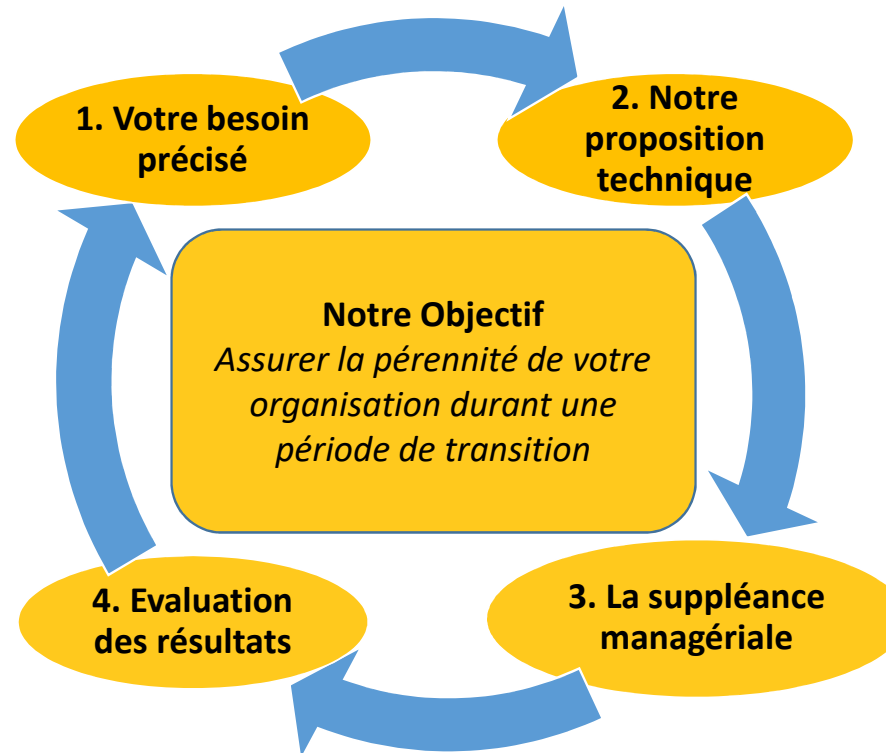 1. Votre besoin
précisé
2. Notre
proposition
technique
Notre Objectif
Assurer la pérennité de votre
organisation durant une
période de transition
3. La suppléance
managériale
4. Evaluation
des résultats